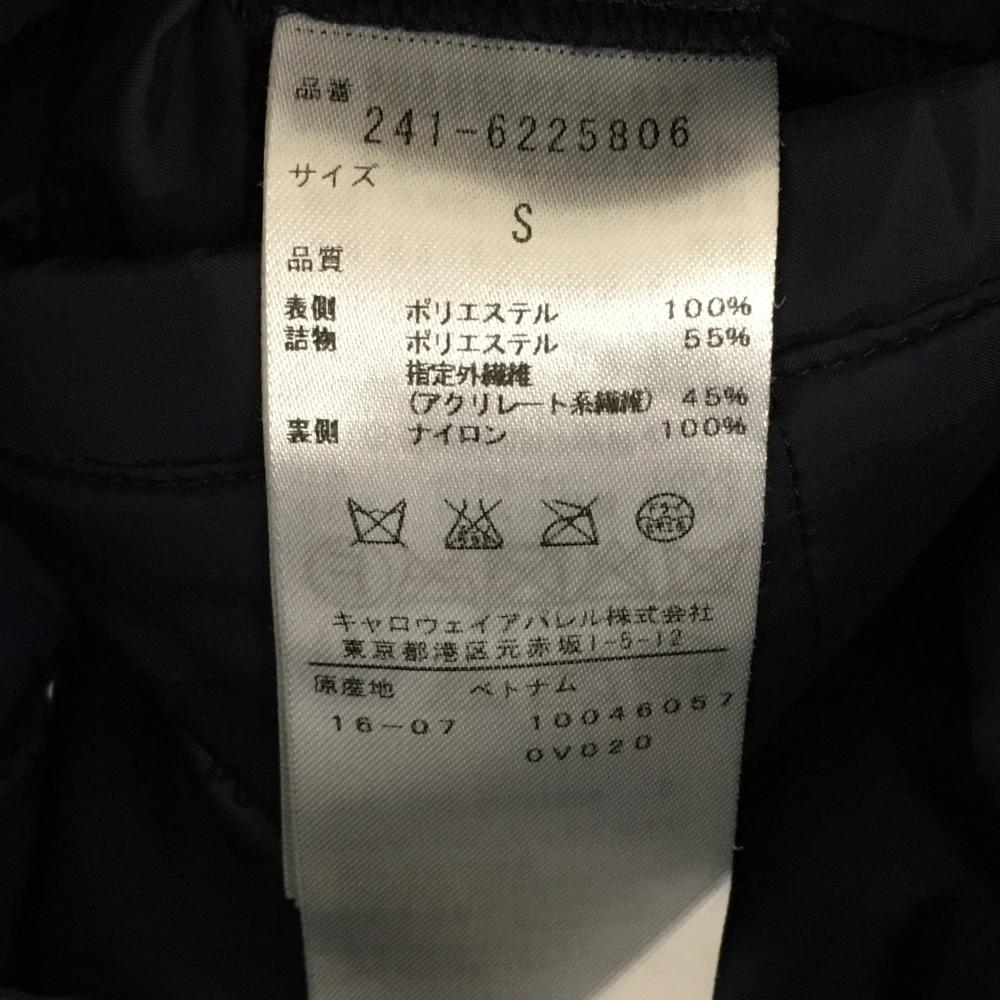 品番
241-6225806
サイズ
S
品質
表側 ポリエステル 100%
詰物 ポリエステル 55%
指定外繊維
(アクリレート系繊維) 45%
裏側 ナイロン 100%
キャロウェイアパレル株式会社
東京都港区元赤坂1-5-12
原産地 ベトナム
16-07 10046057
0V020